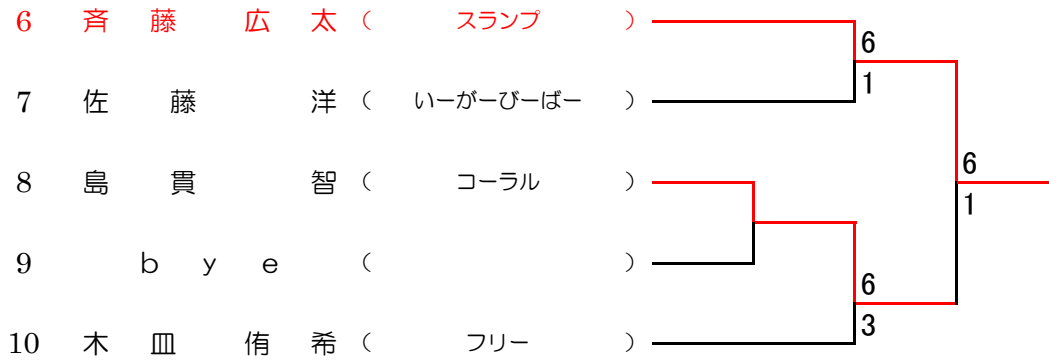 6 斉藤 広太 ( スランプ )
6
7 佐藤 洋 ( いーがーびーばー )
1
8 島貫 智 ( コーラル )
6
1
9 ｂｙｅ ( )
6
10 木皿 侑希 ( フリー )
3